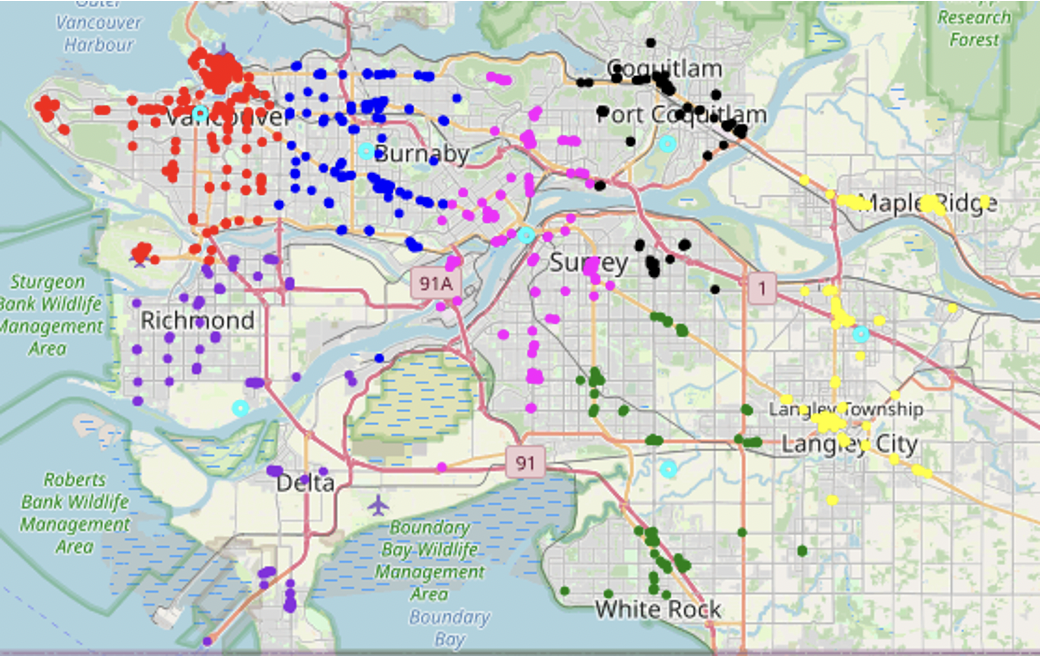 Outer
Vancouver
Harbour
Research
Forest
Coquitlam
Port Coquitlam
Vancouver
Burnaby
Maple Ridge
Sturgeon
Bank Wildlife
Management
Area
Surrey
91A
1
Richmond
Langley Township
Langley City
91
Delta
Roberts
Bank Wildlife
Management
Area
Boundary
Bay Wildlife
Management
Area
Boundary
Bay
White Rock